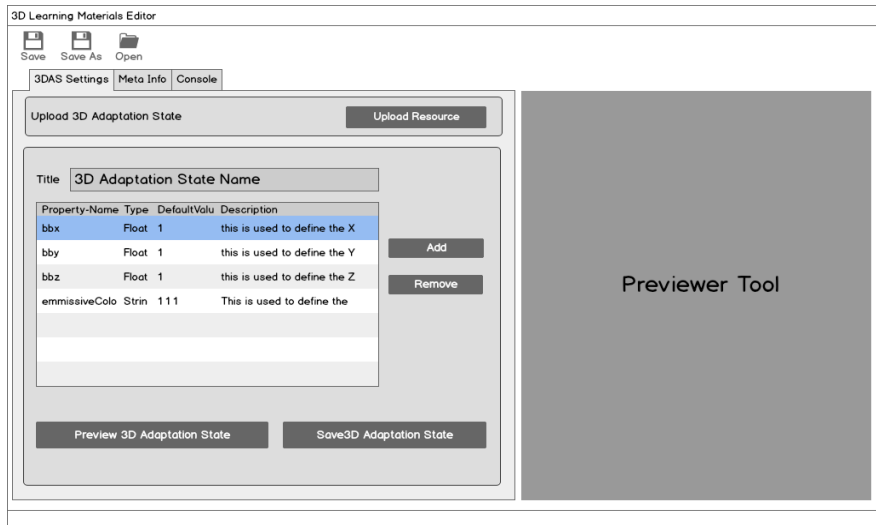 3D Learning Materials Editor
Save Save As Open
3DAS Settings Meta Info Console
Upload 3D Adaptation State Upload Resource
Title 3D Adaptation State Name
Property-Name Type DefaultValu Description
bbx Float 1 this is used to define the X
bby Float 1 this is used to define the Y
Add
bbz Float 1 this is used to define the Z
Remove
emmissiveColo Strin 1 1 1 This is used to define the
Preview 3D Adaptation State Save3D Adaptation State
Previewer Tool